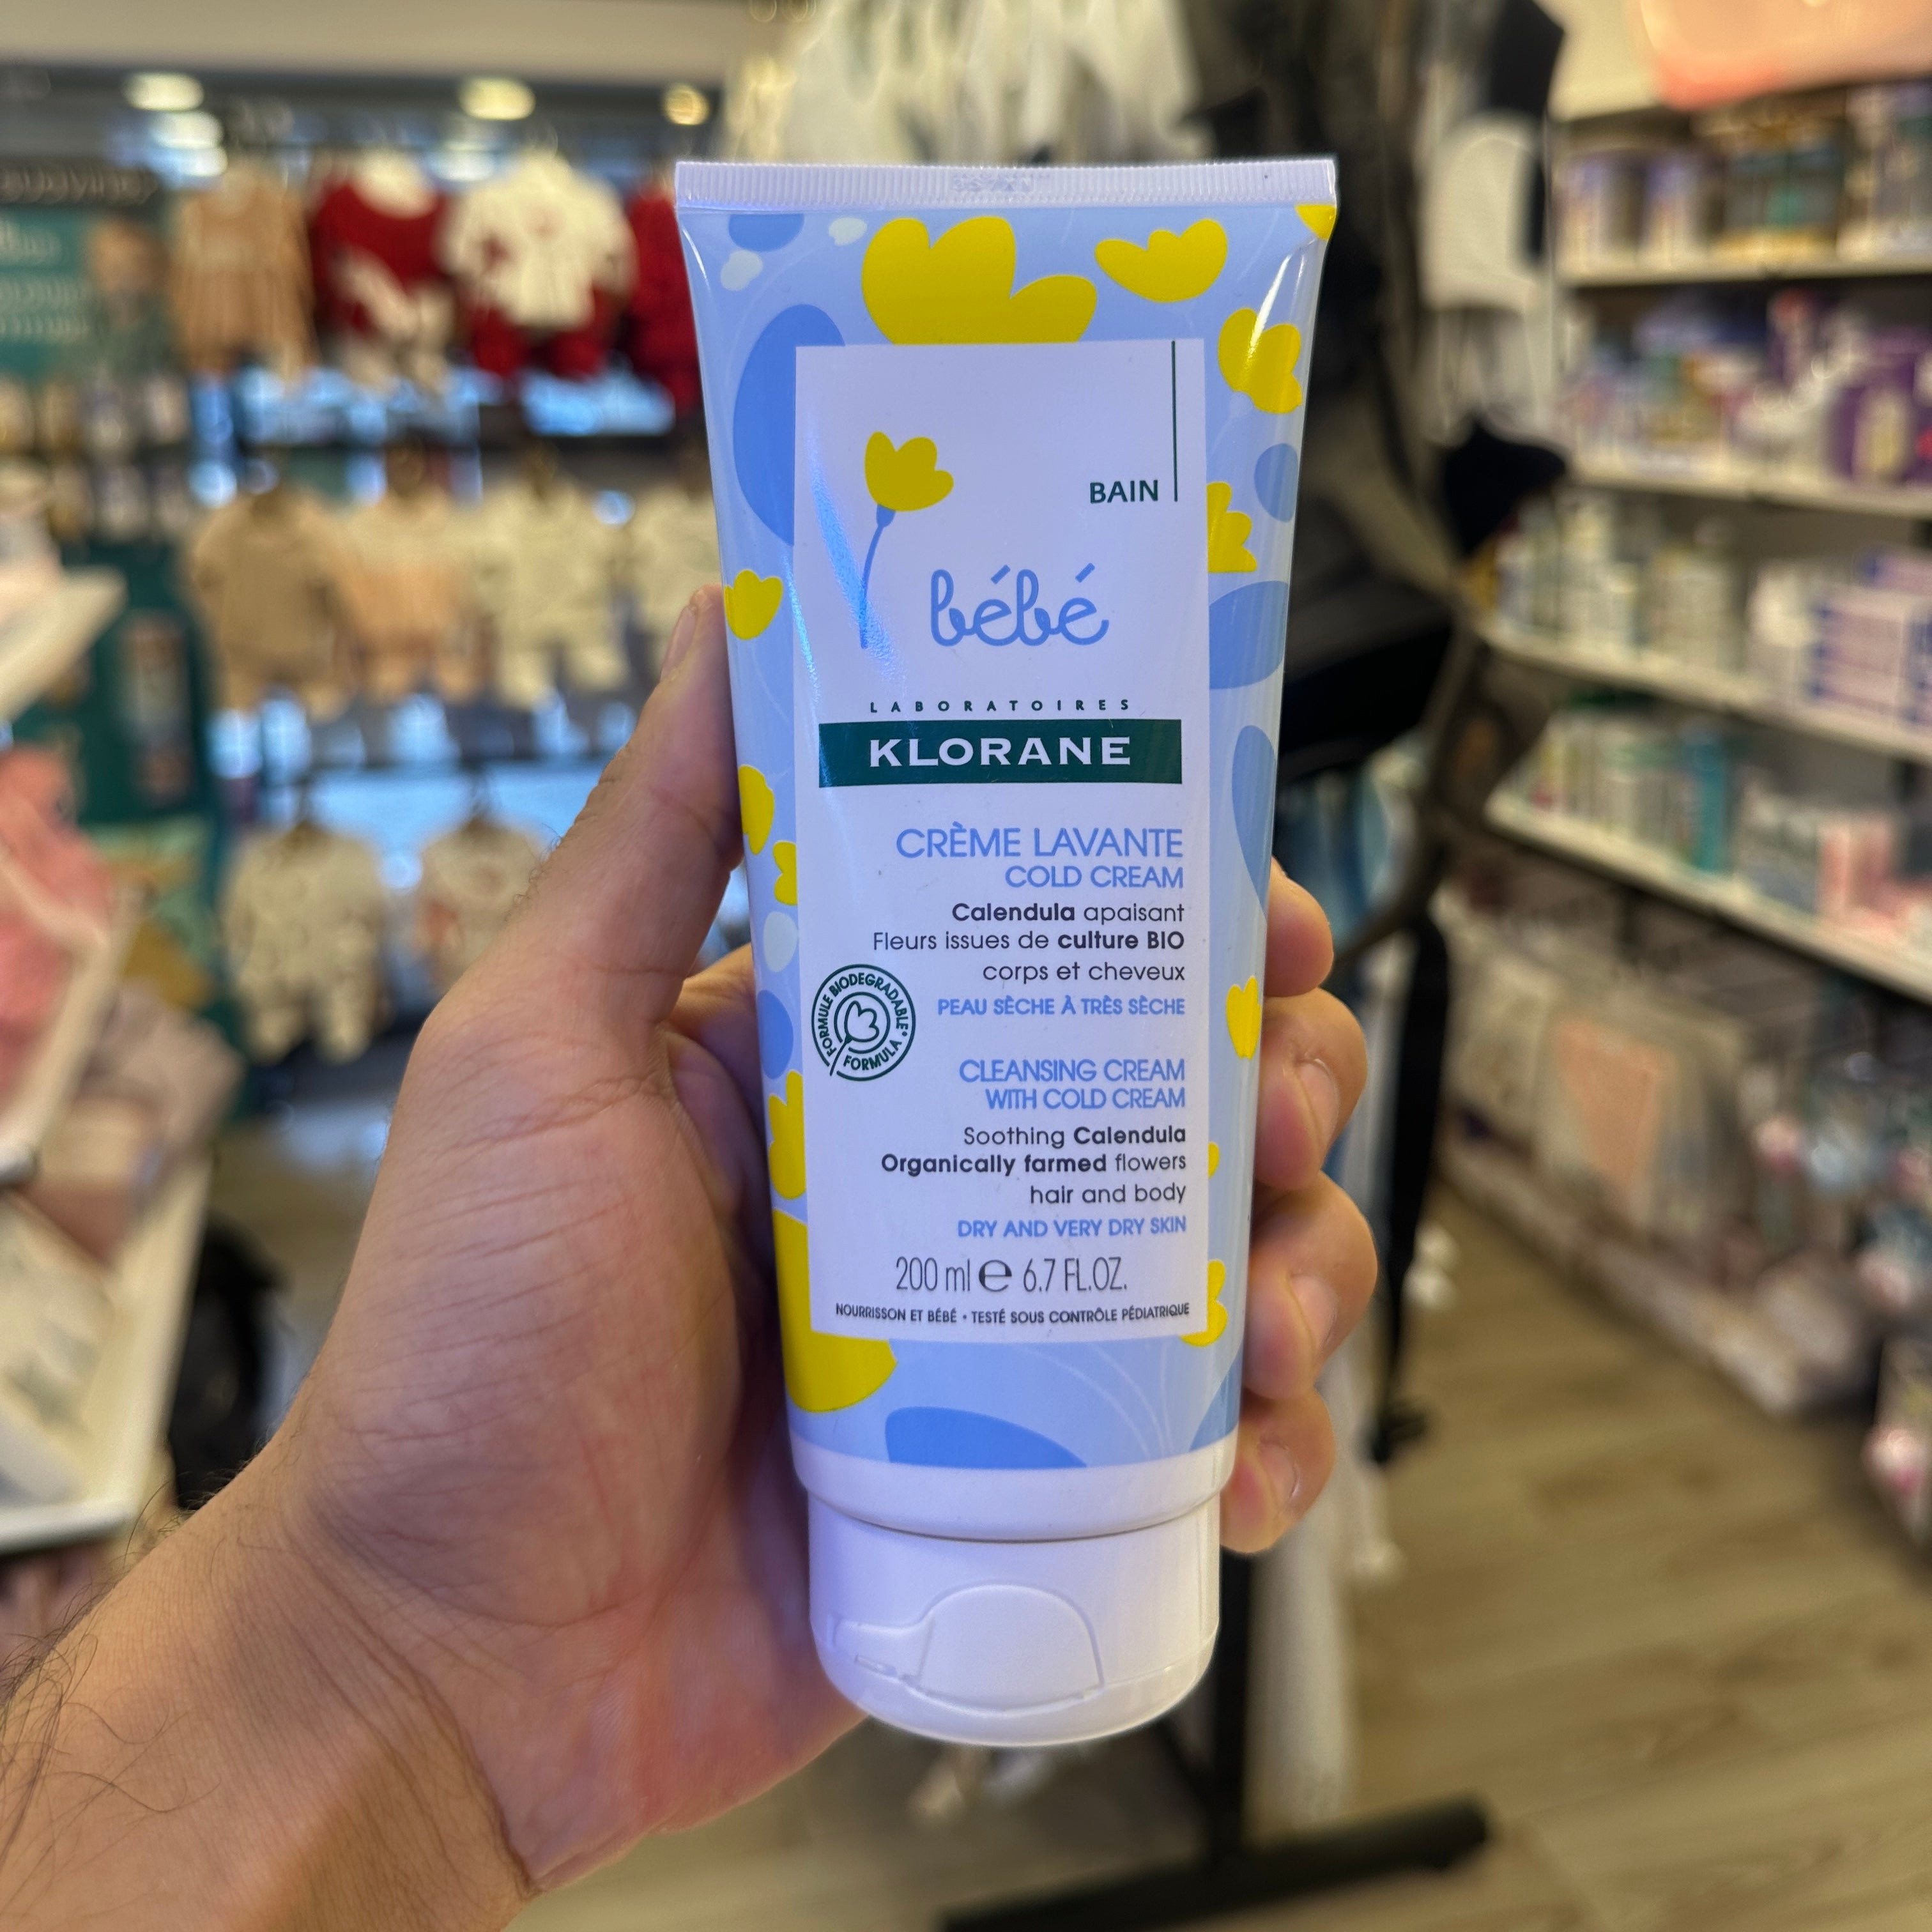 BAIN
bébé
LABORATOIRES
KLORANE
CRÈME LAVANTE
COLD CREAM
Calendula apaisant
Fleurs issues de culture BIO
corps et cheveux
PEAU SÈCHE À TRÈS SÈCHE
FORMULE BIODEGRADABLE • FORMULA
CLEANSING CREAM
WITH COLD CREAM
Soothing Calendula
Organically farmed flowers
hair and body
DRY AND VERY DRY SKIN
200 ml e 6.7 FL.OZ.
NOURRISSON ET BÉBÉ • TESTÉ SOUS CONTRÔLE PÉDIATRIQUE